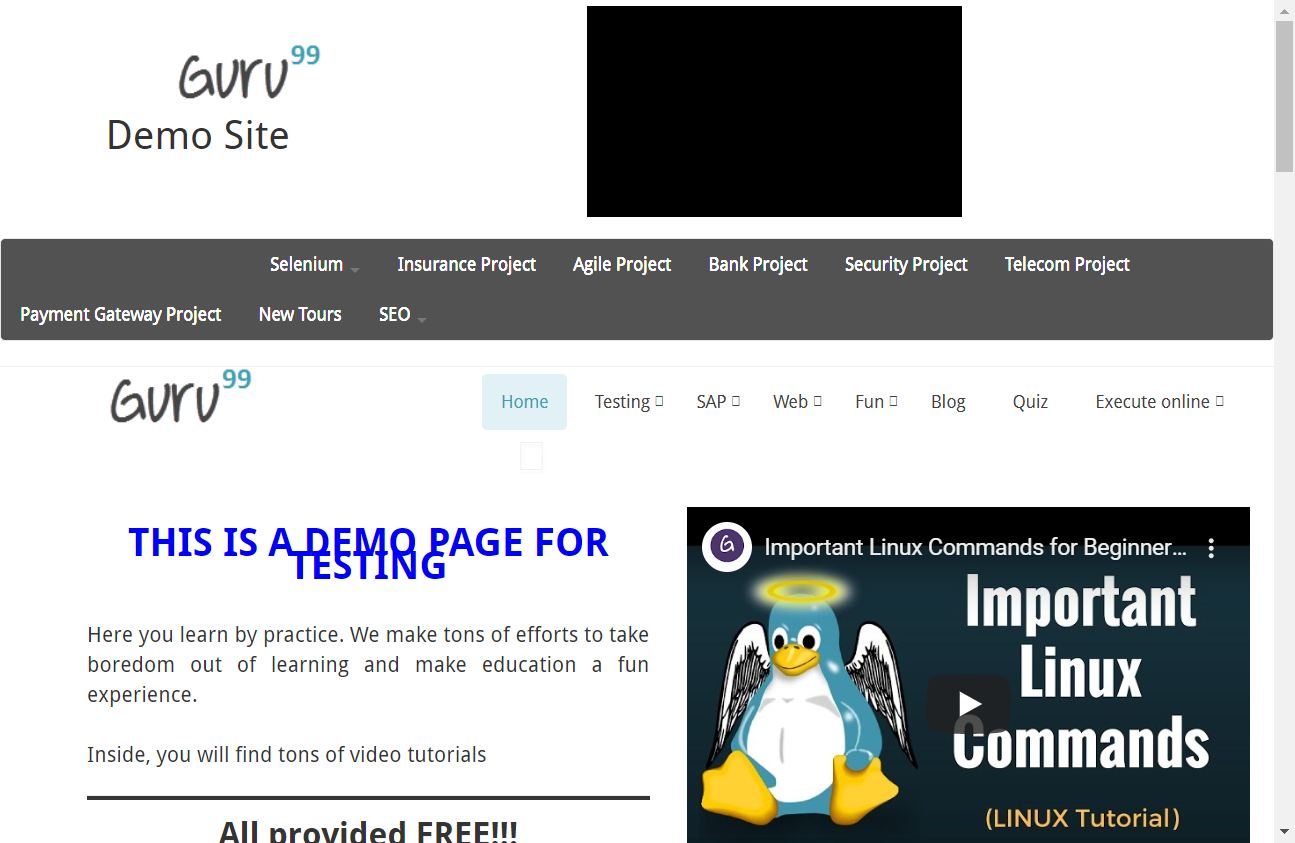 Guru99
Demo Site
Selenium Insurance Project Agile Project Bank Project Security Project Telecom Project
Payment Gateway Project New Tours SEO
Guru99
Home Testing SAP Web Fun Blog Quiz Execute online
THIS IS A DEMO PAGE FOR
TESTING
Here you learn by practice. We make tons of efforts to take
boredom out of learning and make education a fun
experience.
Inside, you will find tons of video tutorials
All provided FREE!!!
G Important Linux Commands for Beginner...
Important
Linux
Commands
(LINUX Tutorial)